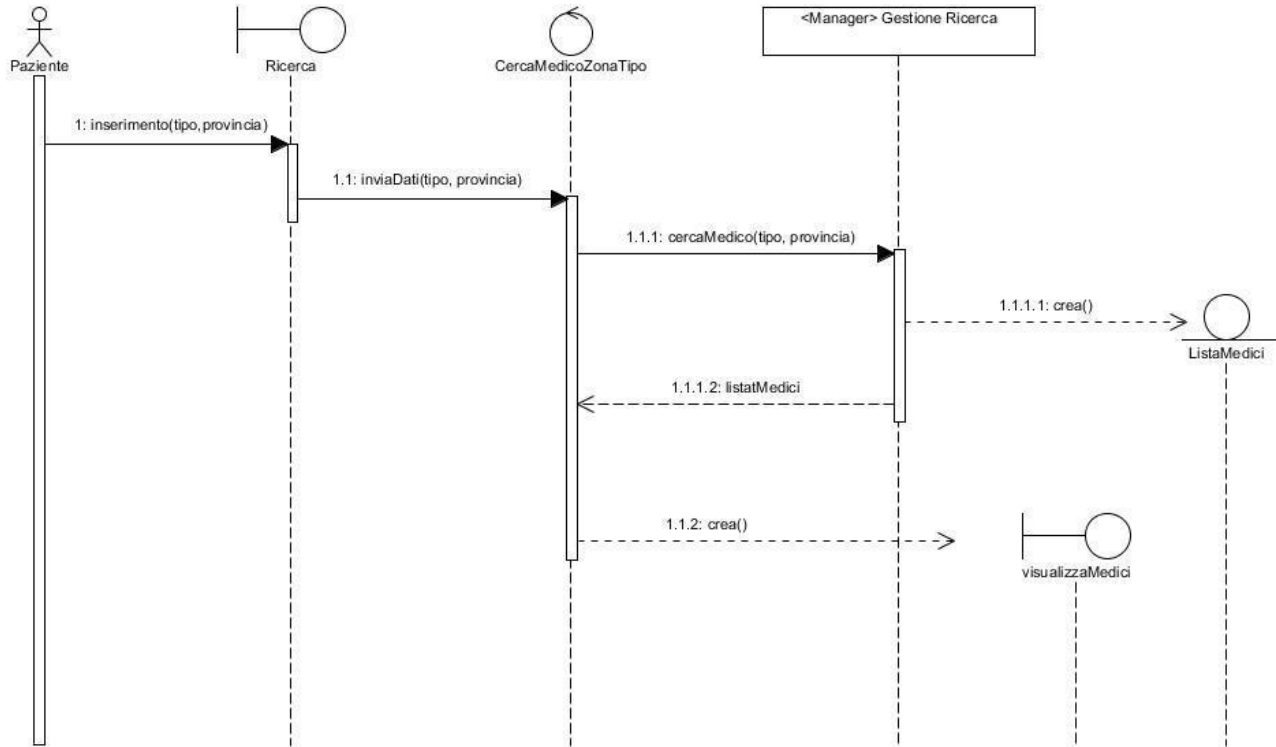 <Manager> Gestione Ricerca
Paziente
Ricerca
CercaMedicoZonaTipo
1: inserimento(tipo,provincia)
1.1: inviaDati(tipo, provincia)
1.1.1: cercaMedico(tipo, provincia)
1.1.1.1: crea()
ListaMedici
1.1.1.2: listatMedici
1.1.2: crea()
visualizzaMedici